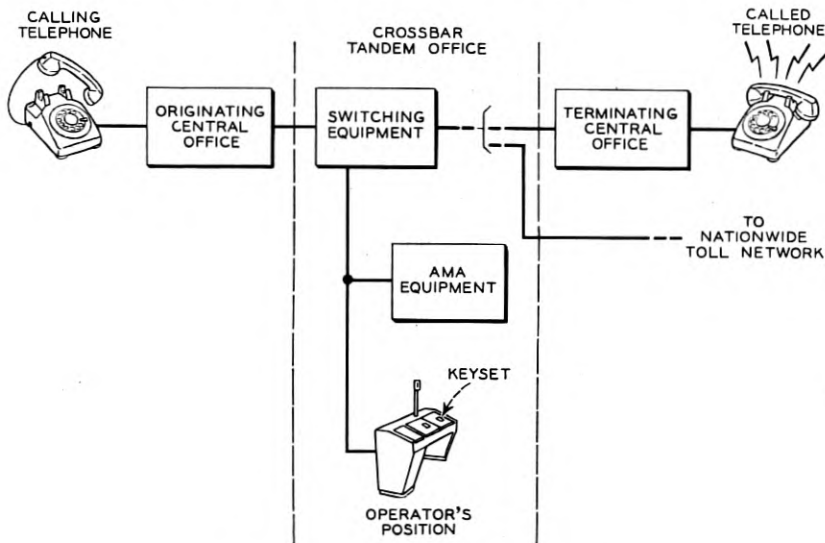 CALLING
TELEPHONE
CROSSBAR
TANDEM OFFICE
CALLED
TELEPHONE
ORIGINATING
CENTRAL
OFFICE
SWITCHING
EQUIPMENT
TERMINATING
CENTRAL
OFFICE
TO
NATIONWIDE
TOLL NETWORK
AMA
EQUIPMENT
KEYSET
OPERATOR'S
POSITION